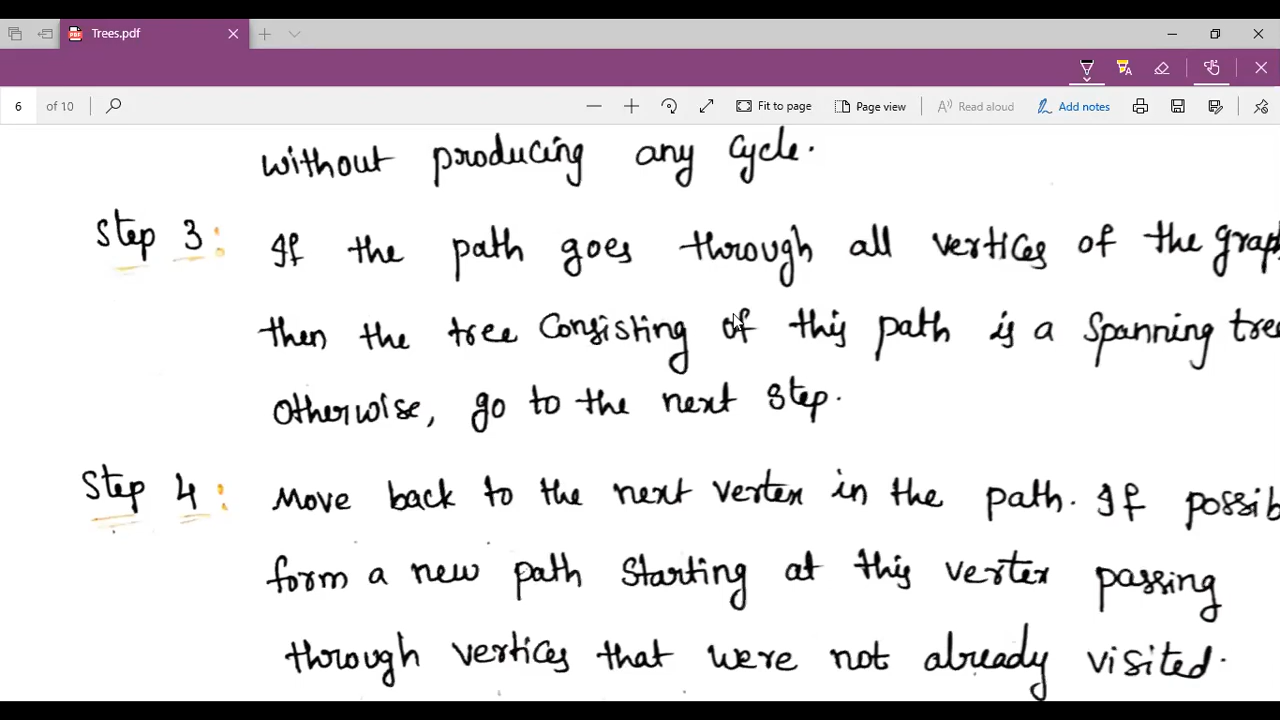 Trees.pdf
6 of 10
Fit to page
Page view
Read aloud
Add notes
without producing any cycle.
Step 3: If the path goes through all vertices of the grap
then the tree consisting of this path is a spanning tree
otherwise, go to the next step.
Step 4: Move back to the next vertex in the path. If possib
form a new path starting at this vertex passing
through vertices that were not already visited.